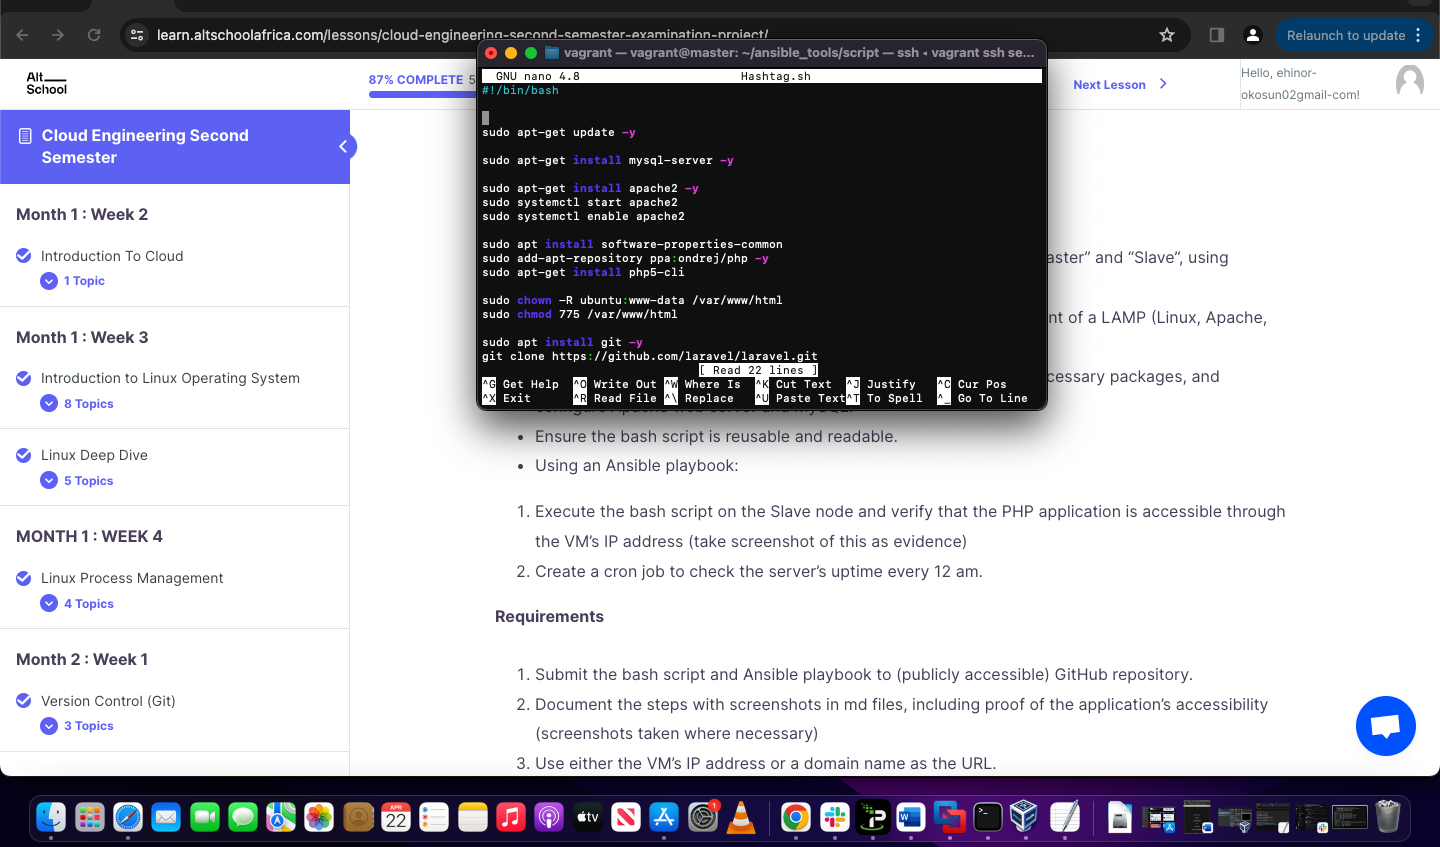 learn.altschoolafrica.com/lessons/cloud-engineering-second-semester-examination-project/
Relaunch to update
Alt
School
87% COMPLETE
Next Lesson
Hello, ehinor-
okosun02gmail-com!
Cloud Engineering Second
Semester
Month 1 : Week 2
Introduction To Cloud
1 Topic
Month 1 : Week 3
Introduction to Linux Operating System
8 Topics
Linux Deep Dive
5 Topics
MONTH 1 : WEEK 4
Linux Process Management
4 Topics
Month 2 : Week 1
Version Control (Git)
3 Topics
vagrant — vagrant@master: ~/ansible_tools/script — ssh ◂ vagrant ssh se...
GNU nano 4.8 Hashtag.sh
#!/bin/bash
sudo apt-get update -y
sudo apt-get install mysql-server -y
sudo apt-get install apache2 -y
sudo systemctl start apache2
sudo systemctl enable apache2
sudo apt install software-properties-common
sudo add-apt-repository ppa:ondrej/php -y
sudo apt-get install php5-cli
sudo chown -R ubuntu:www-data /var/www/html
sudo chmod 775 /var/www/html
sudo apt install git -y
git clone https://github.com/laravel/laravel.git
[ Read 22 lines ]
^G Get Help ^O Write Out ^W Where Is ^K Cut Text ^J Justify ^C Cur Pos
^X Exit ^R Read File ^\ Replace ^U Paste Text ^T To Spell ^_ Go To Line
aster” and “Slave”, using
nt of a LAMP (Linux, Apache,
cessary packages, and
configure Apache web server and MySQL.
• Ensure the bash script is reusable and readable.
• Using an Ansible playbook:
1. Execute the bash script on the Slave node and verify that the PHP application is accessible through
the VM’s IP address (take screenshot of this as evidence)
2. Create a cron job to check the server’s uptime every 12 am.
Requirements
1. Submit the bash script and Ansible playbook to (publicly accessible) GitHub repository.
2. Document the steps with screenshots in md files, including proof of the application’s accessibility
(screenshots taken where necessary)
3. Use either the VM’s IP address or a domain name as the URL.
APR
22
tv
1